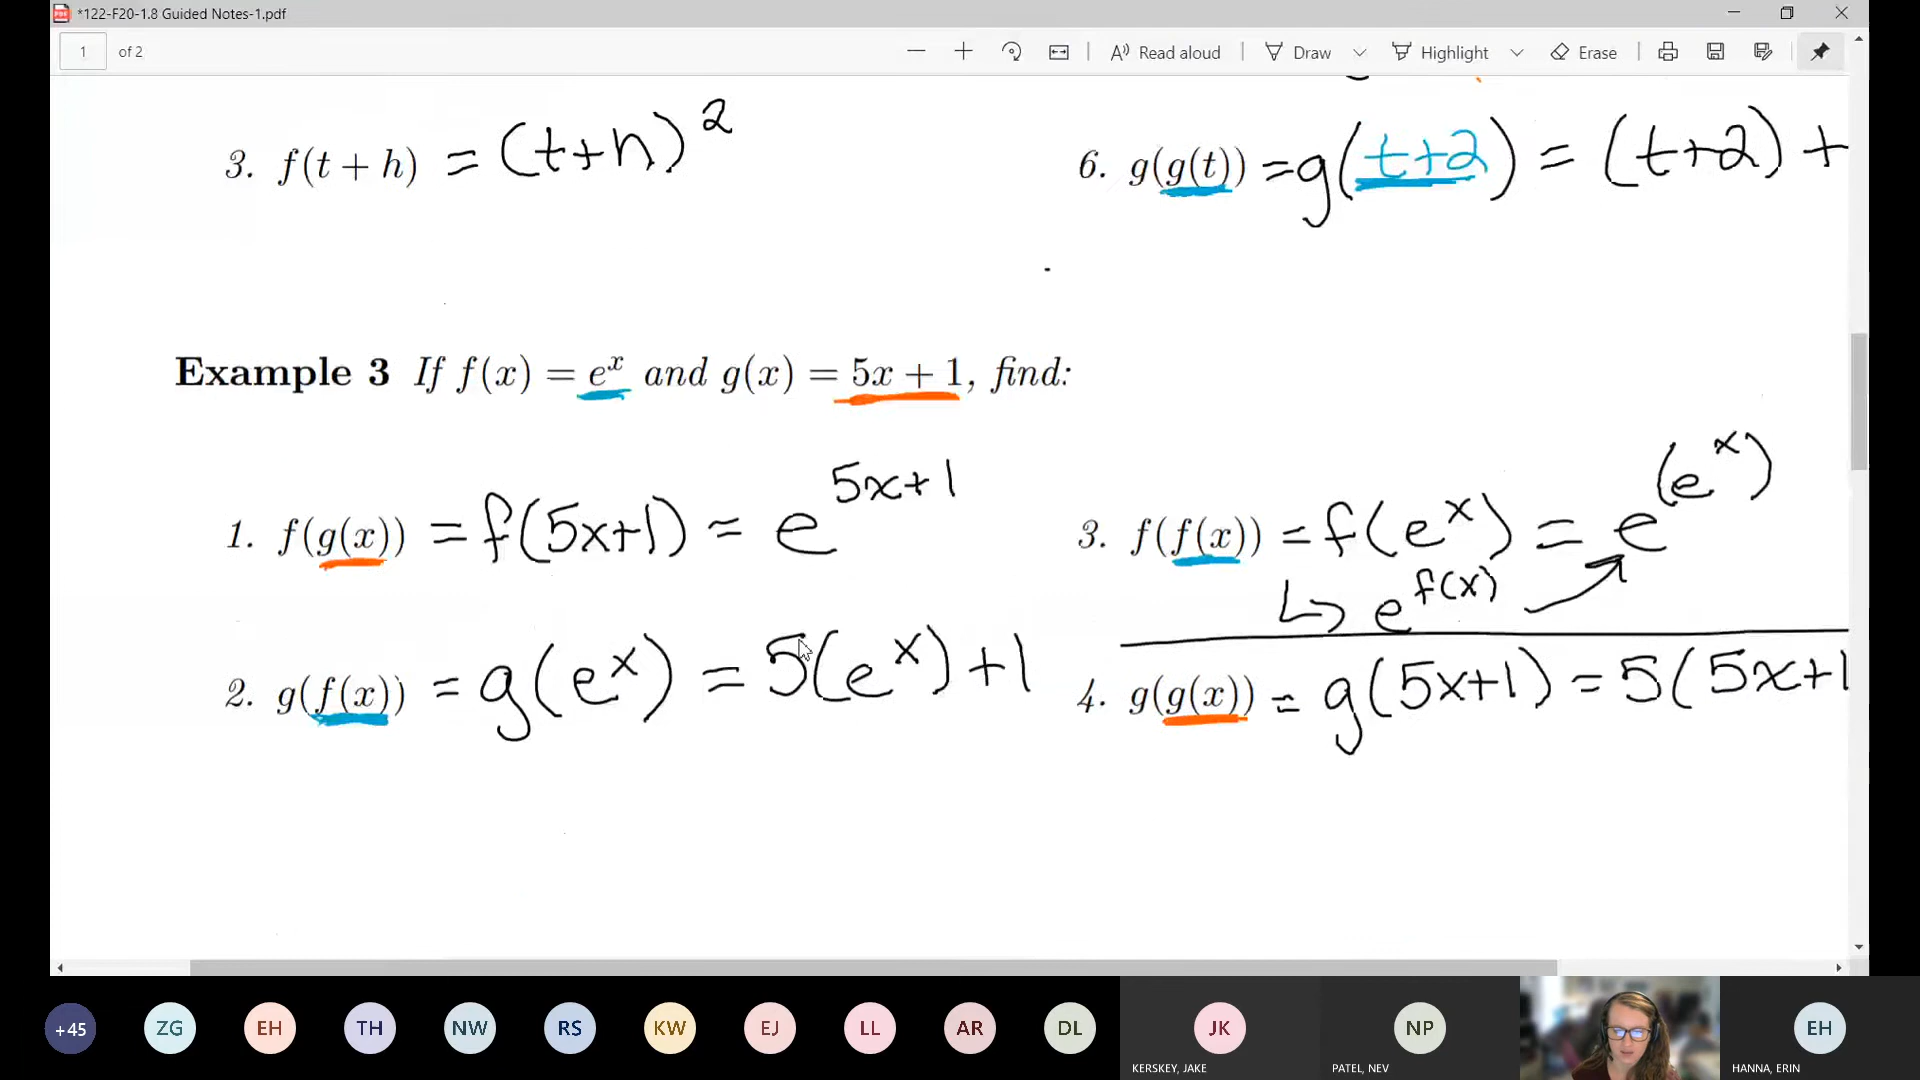 *122-F20-1.8 Guided Notes-1.pdf
1 of 2 Read aloud Draw Highlight Erase
3. f(t + h) = (t+h)²
6. g(g(t)) = g(t+2) = (t+2)+
Example 3 If f(x) = eˣ and g(x) = 5x + 1, find:
1. f(g(x)) = f(5x+1) = e^5x+1
3. f(f(x)) = f(eˣ) = e^(eˣ)
↳ e^f(x)
2. g(f(x)) = g(eˣ) = 5(eˣ)+1
4. g(g(x)) = g(5x+1) = 5(5x+1
+45 ZG EH TH NW RS KW EJ LL AR DL JK NP EH
KERSKEY, JAKE PATEL, NEV HANNA, ERIN